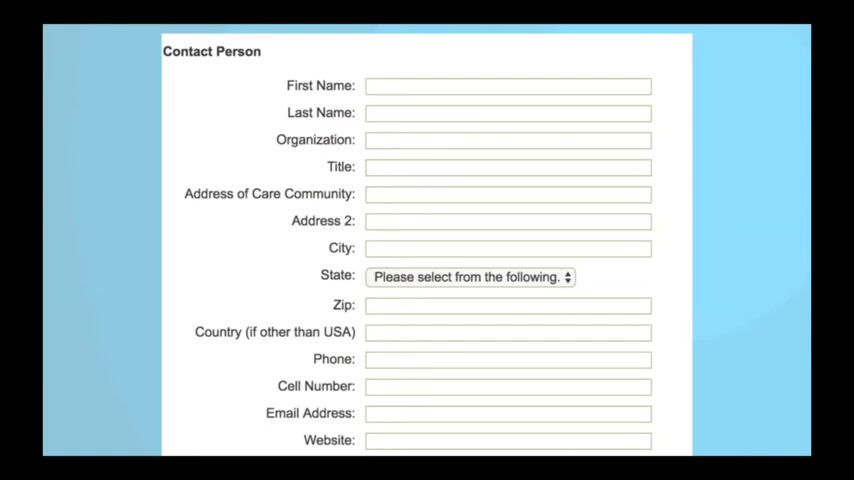 Contact Person
First Name:
Last Name:
Organization:
Title:
Address of Care Community:
Address 2:
City:
State: Please select from the following.
Zip:
Country (if other than USA)
Phone:
Cell Number:
Email Address:
Website: